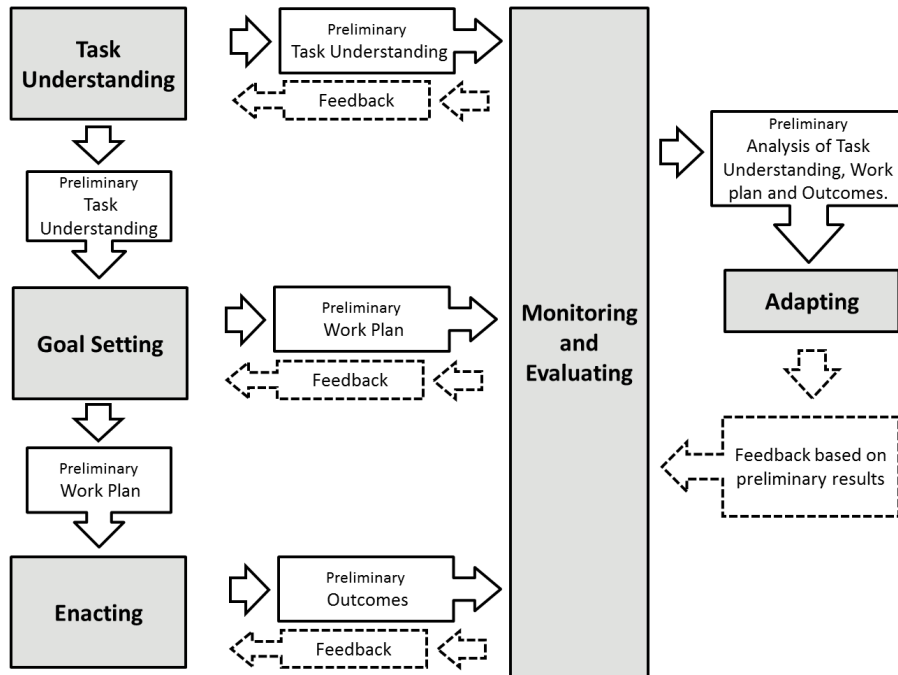 Task
Understanding
Preliminary
Task Understanding
Feedback
Preliminary
Task
Understanding
Goal Setting
Preliminary
Work Plan
Feedback
Preliminary
Work Plan
Enacting
Preliminary
Outcomes
Feedback
Monitoring
and
Evaluating
Preliminary
Analysis of Task
Understanding, Work
plan and Outcomes.
Adapting
Feedback based on
preliminary results